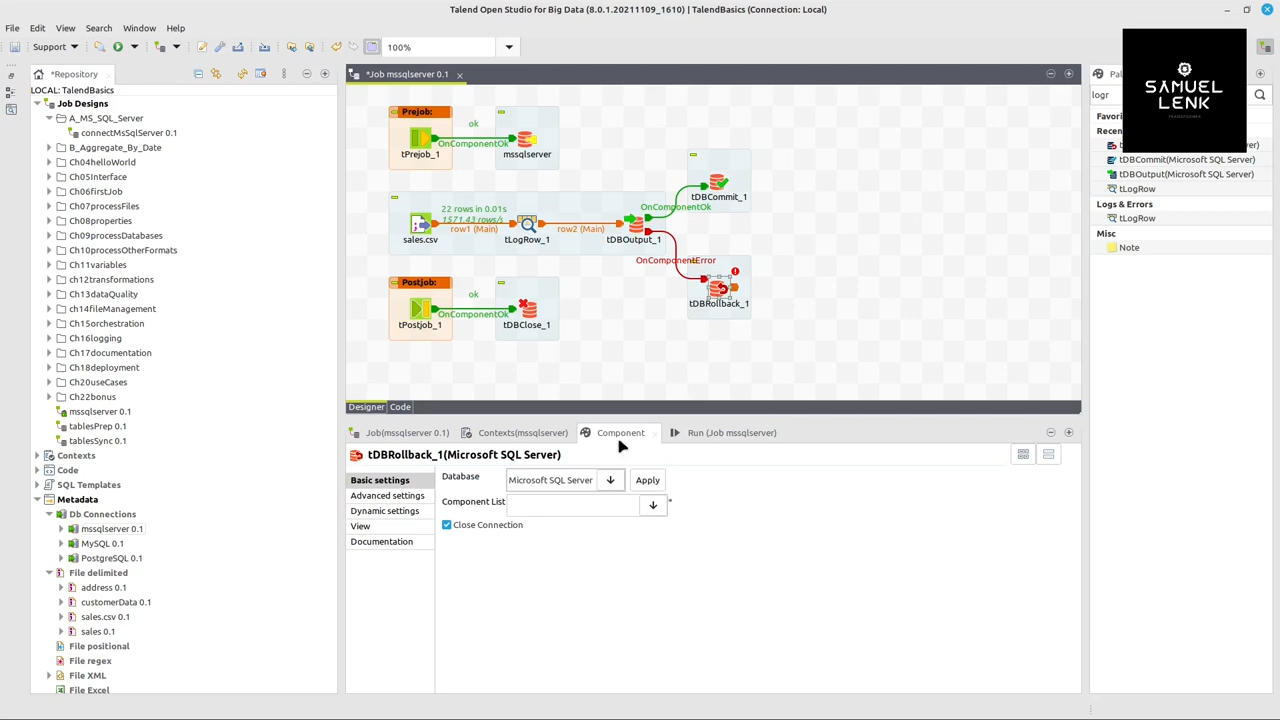 Talend Open Studio for Big Data (8.0.1.20211109_1610) | TalendBasics (Connection: Local)
File Edit View Search Window Help
Support
100%
*Repository
LOCAL: TalendBasics
Job Designs
A_MS_SQL_Server
connectMsSqlServer 0.1
B_Aggregate_By_Date
Ch04helloWorld
Ch05Interface
Ch06firstJob
Ch07processFiles
Ch08properties
Ch09processDatabases
Ch10processOtherFormats
Ch11variables
ch12transformations
Ch13dataQuality
ch14fileManagement
Ch15orchestration
Ch16logging
Ch17documentation
Ch18deployment
Ch20useCases
Ch22bonus
mssqlserver 0.1
tablesPrep 0.1
tablesSync 0.1
Contexts
Code
SQL Templates
Metadata
Db Connections
mssqlserver 0.1
MySQL 0.1
PostgreSQL 0.1
File delimited
address 0.1
customerData 0.1
sales.csv 0.1
sales 0.1
File positional
File regex
File XML
File Excel
*Job mssqlserver 0.1
Prejob:
ok
OnComponentOk
tPrejob_1
mssqlserver
tDBCommit_1
OnComponentOk
22 rows in 0.01s
1571.43 rows/s
row1 (Main)
row2 (Main)
sales.csv
tLogRow_1
tDBOutput_1
OnComponentError
tDBRollback_1
Postjob:
ok
OnComponentOk
tPostjob_1
tDBClose_1
Designer Code
Job(mssqlserver 0.1)
Contexts(mssqlserver)
Component
Run (Job mssqlserver)
tDBRollback_1(Microsoft SQL Server)
Basic settings
Advanced settings
Dynamic settings
View
Documentation
Database
Microsoft SQL Server
Apply
Component List
*
Close Connection
logr
SAMUEL
LENK
tDBCommit(Microsoft SQL Server)
tDBOutput(Microsoft SQL Server)
tLogRow
Logs & Errors
tLogRow
Misc
Note